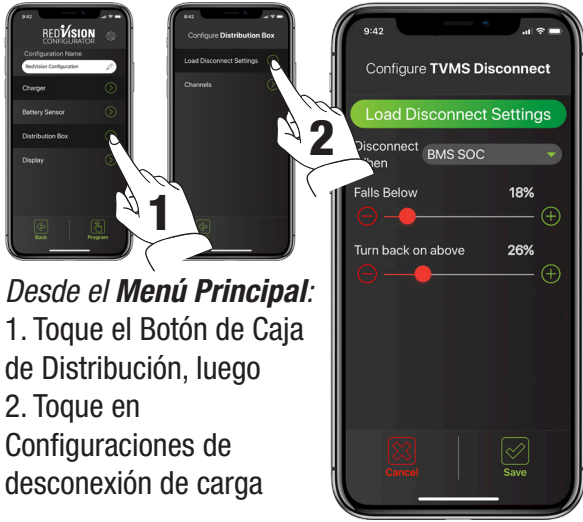 9:42
REDVISION
CONFIGURATOR
Configuration Name
RedVision Configuration
Charger
Battery Sensor
Distribution Box
Display
Back
Program
1
9:42
Configure Distribution Box
Load Disconnect Settings
Channels
2
Desde el Menú Principal:
1. Toque el Botón de Caja
de Distribución, luego
2. Toque en
Configuraciones de
desconexión de carga
9:42
Configure TVMS Disconnect
Load Disconnect Settings
Disconnect
When
BMS SOC
Falls Below
18%
Turn back on above
26%
Cancel
Save